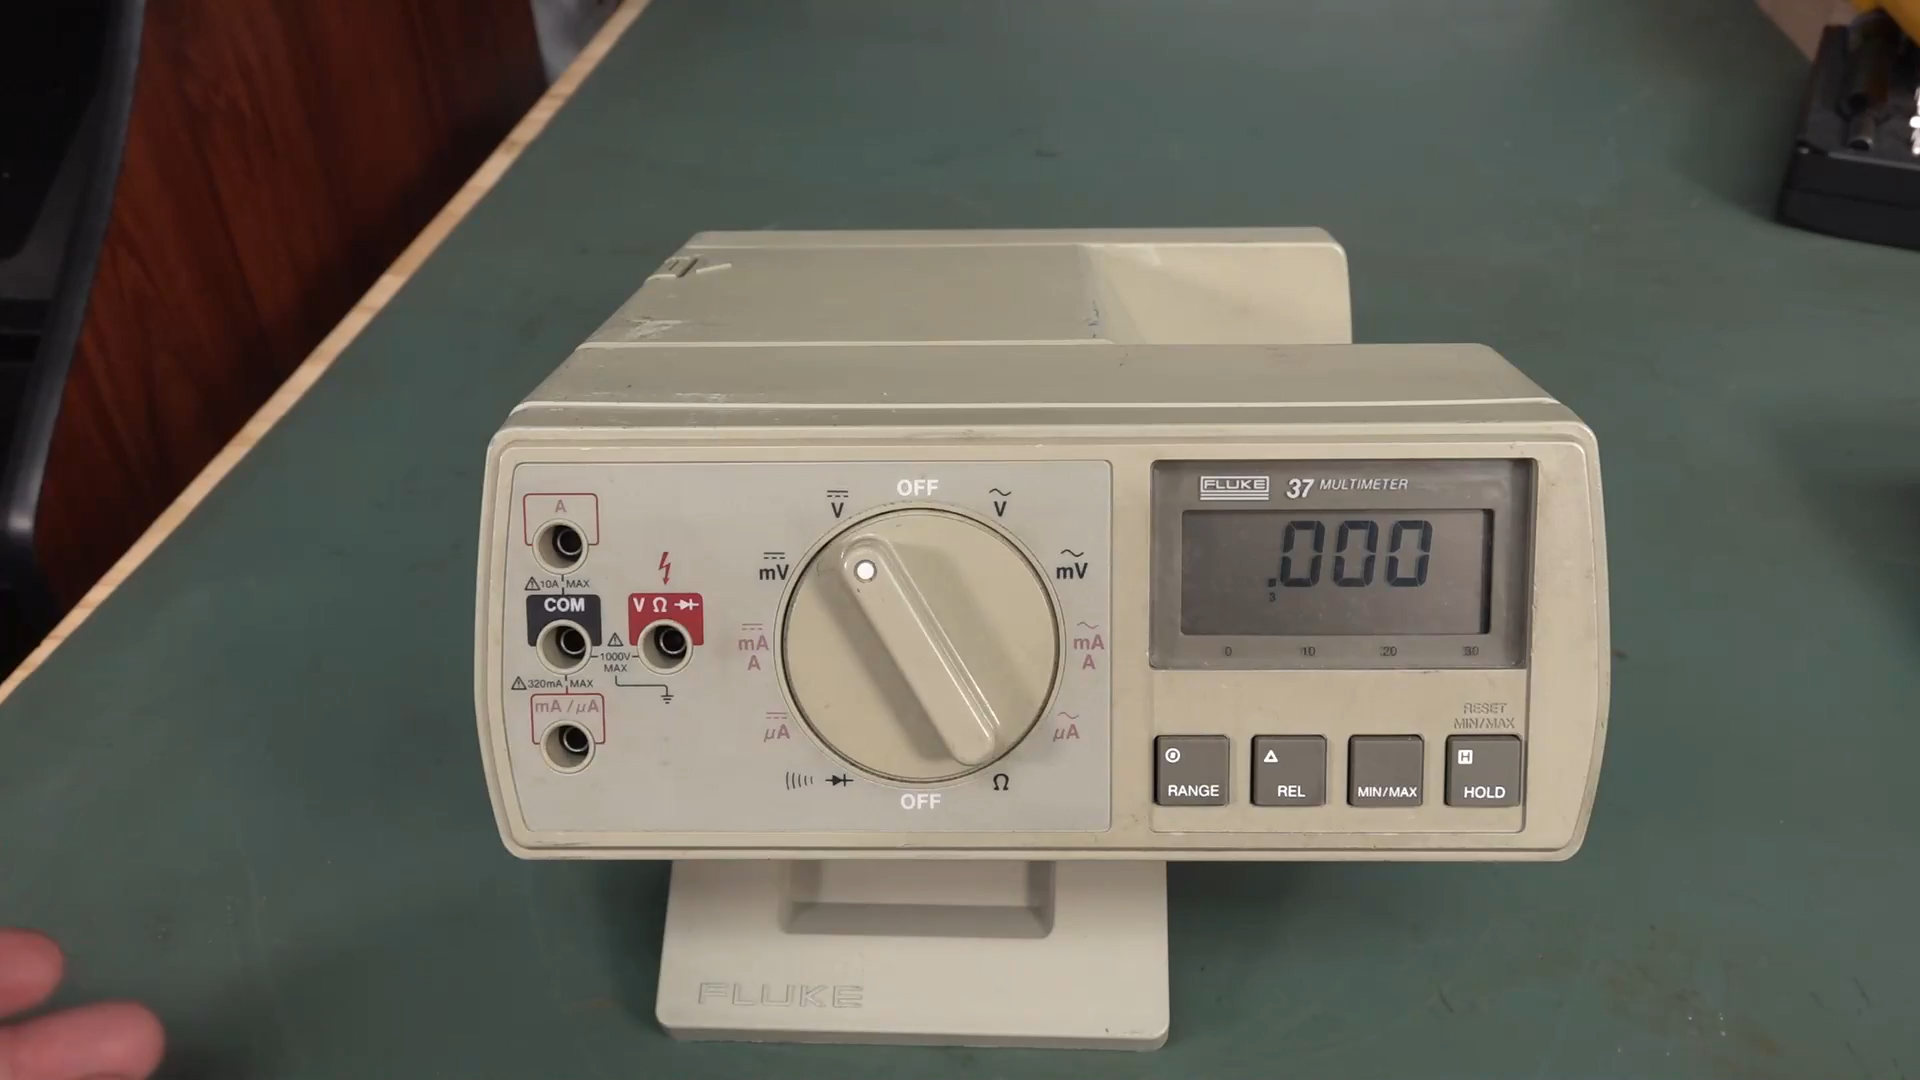 A
⚠10A MAX
COM
V Ω
⚠
1000V
MAX
⚠320mA MAX
mA / μA
OFF
V
V
mV
mV
mA
A
mA
A
μA
μA
Ω
OFF
FLUKE 37 MULTIMETER
.000
3
0 10 20 30
RESET
MIN/MAX
RANGE
REL
MIN/MAX
H
HOLD
FLUKE